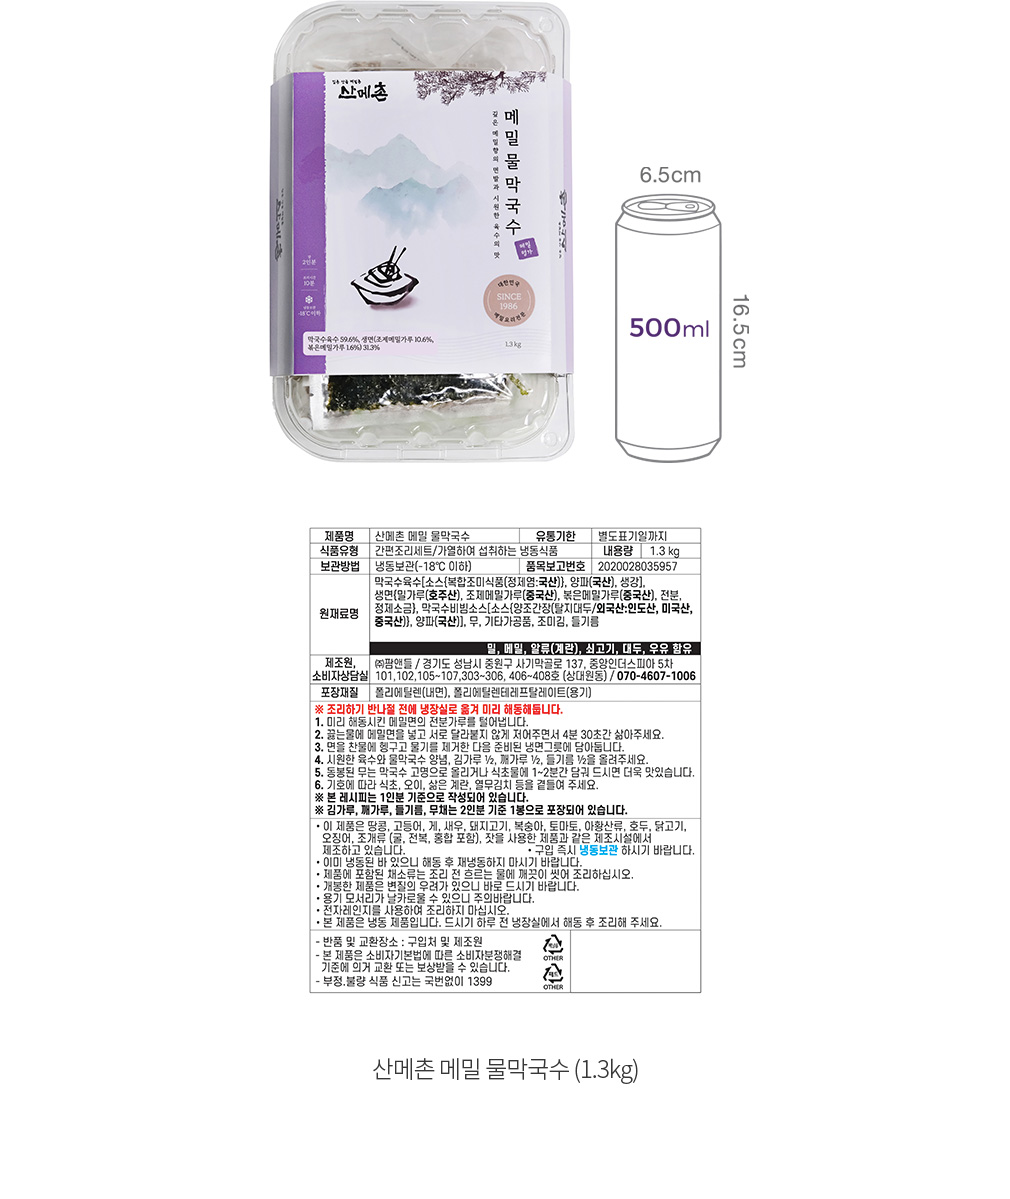 깊은 산골 메밀촌
산메촌
메밀 물막국수
깊은 메밀향의 면발과 시원한 육수의 맛
메밀
명가
대한민국
SINCE
1986
메밀요리전문
2인분
조리시간
10분
냉동보관
-18℃이하
막국수육수 59.6%, 생면(조제메밀가루 10.6%,
볶은메밀가루 1.6%) 31.3%
1.3 kg
산메촌
산메촌
6.5cm
500ml
16.5cm
제품명 산메촌 메밀 물막국수 유통기한 별도표기일까지
식품유형 간편조리세트/가열하여 섭취하는 냉동식품 내용량 1.3 kg
보관방법 냉동보관(-18℃ 이하) 품목보고번호 2020028035957
원재료명
막국수육수[소스{복합조미식품(정제염:국산)}, 양파(국산), 생강],
생면{밀가루(호주산), 조제메밀가루(중국산), 볶은메밀가루(중국산), 전분,
정제소금}, 막국수비빔소스[소스{양조간장(탈지대두/외국산:인도산, 미국산,
중국산)}, 양파(국산)], 무, 기타가공품, 조미김, 들기름
밀, 메밀, 알류(계란), 쇠고기, 대두, 우유 함유
제조원,
소비자상담실
㈜팜앤들 / 경기도 성남시 중원구 사기막골로 137, 중앙인더스피아 5차
101,102,105~107,303~306, 406~408호 (상대원동) / 070-4607-1006
포장재질 폴리에틸렌(내면), 폴리에틸렌테레프탈레이트(용기)
※ 조리하기 반나절 전에 냉장실로 옮겨 미리 해동해둡니다.
1. 미리 해동시킨 메밀면의 전분가루를 털어냅니다.
2. 끓는물에 메밀면을 넣고 서로 달라붙지 않게 저어주면서 4분 30초간 삶아주세요.
3. 면을 찬물에 헹구고 물기를 제거한 다음 준비된 냉면그릇에 담아둡니다.
4. 시원한 육수와 물막국수 양념, 김가루 ½, 깨가루 ½, 들기름 ½을 올려주세요.
5. 동봉된 무는 막국수 고명으로 올리거나 식초물에 1~2분간 담궈 드시면 더욱 맛있습니다.
6. 기호에 따라 식초, 오이, 삶은 계란, 열무김치 등을 곁들여 주세요.
※ 본 레시피는 1인분 기준으로 작성되어 있습니다.
※ 김가루, 깨가루, 들기름, 무채는 2인분 기준 1봉으로 포장되어 있습니다.
• 이 제품은 땅콩, 고등어, 게, 새우, 돼지고기, 복숭아, 토마토, 아황산류, 호두, 닭고기,
오징어, 조개류 (굴, 전복, 홍합 포함), 잣을 사용한 제품과 같은 제조시설에서
제조하고 있습니다. • 구입 즉시 냉동보관 하시기 바랍니다.
• 이미 냉동된 바 있으니 해동 후 재냉동하지 마시기 바랍니다.
• 제품에 포함된 채소류는 조리 전 흐르는 물에 깨끗이 씻어 조리하십시오.
• 개봉한 제품은 변질의 우려가 있으니 바로 드시기 바랍니다.
• 용기 모서리가 날카로울 수 있으니 주의바랍니다.
• 전자레인지를 사용하여 조리하지 마십시오.
• 본 제품은 냉동 제품입니다. 드시기 하루 전 냉장실에서 해동 후 조리해 주세요.
- 반품 및 교환장소 : 구입처 및 제조원
- 본 제품은 소비자기본법에 따른 소비자분쟁해결
기준에 의거 교환 또는 보상받을 수 있습니다.
- 부정.불량 식품 신고는 국번없이 1399
OTHER
OTHER
산메촌 메밀 물막국수 (1.3kg)